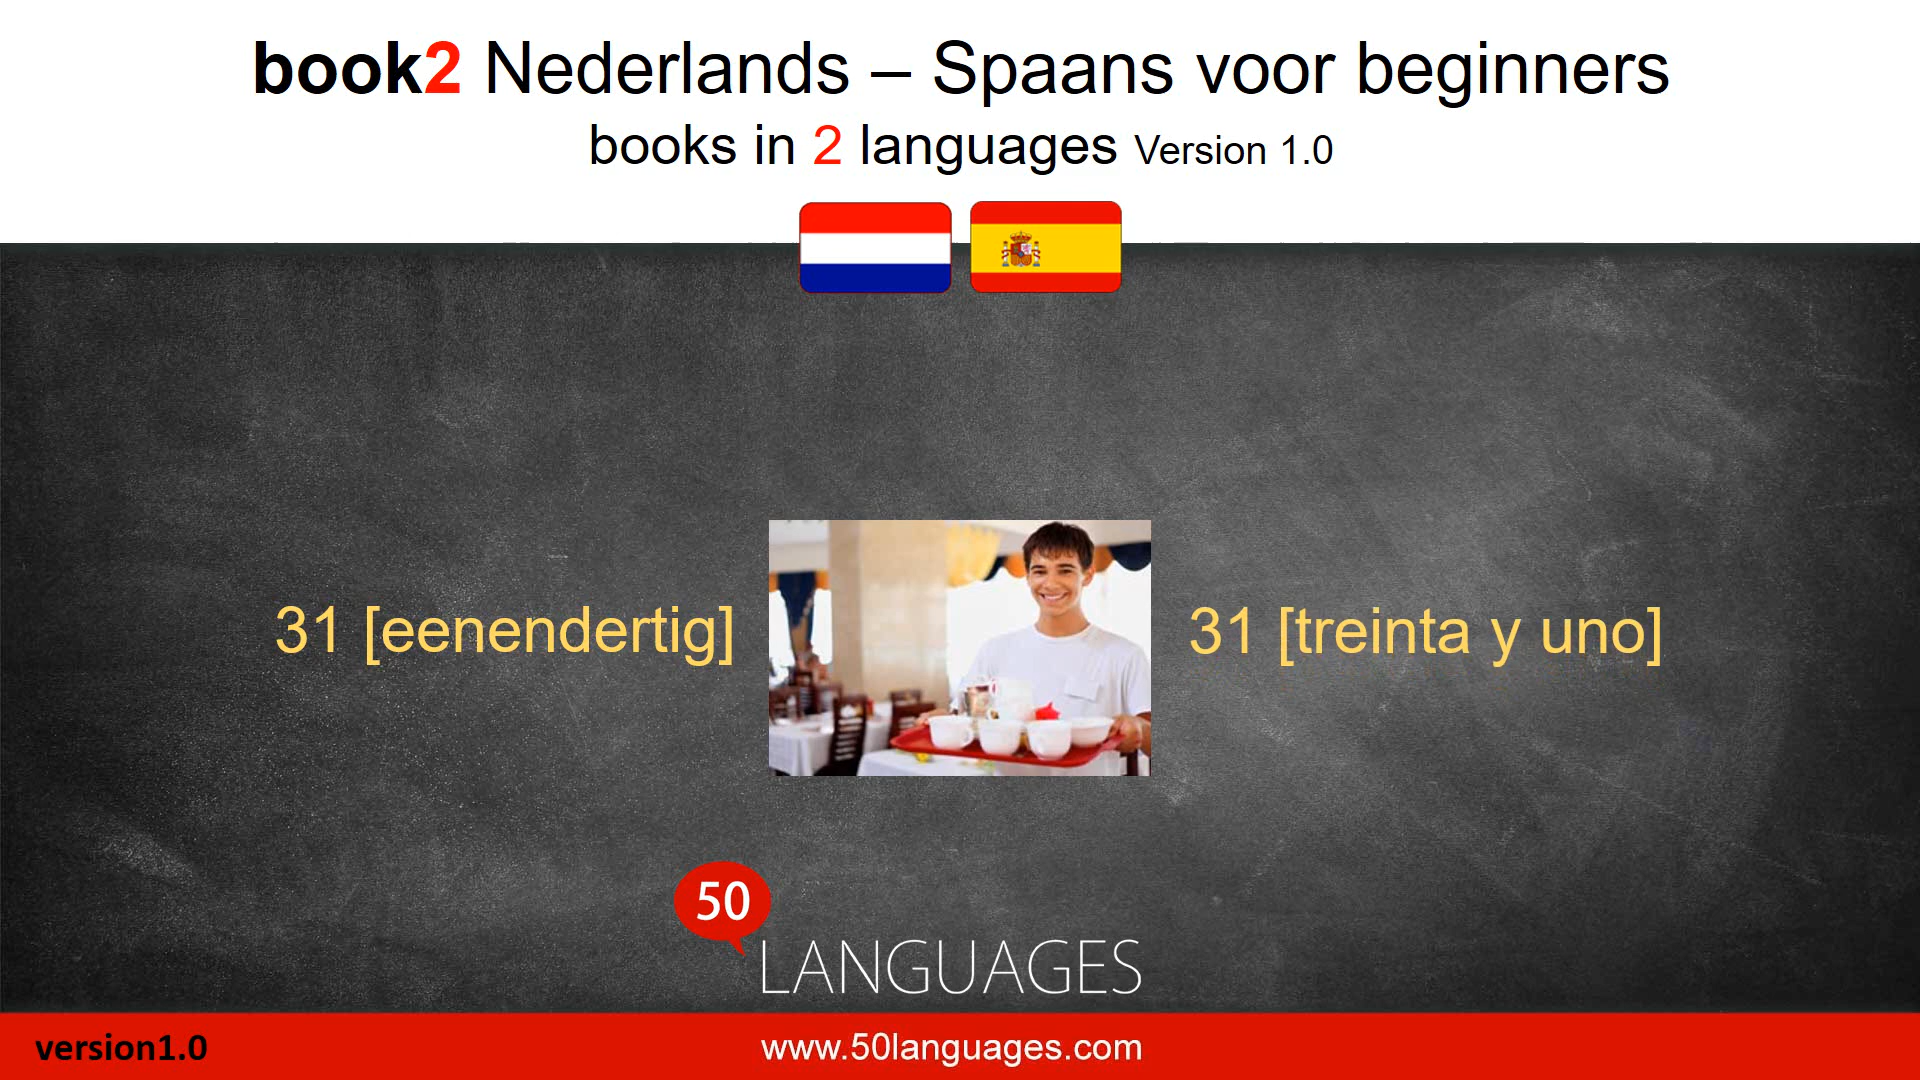 book2 Nederlands – Spaans voor beginners
books in 2 languages Version 1.0
31 [eenendertig]
31 [treinta y uno]
50
LANGUAGES
version1.0
www.50languages.com